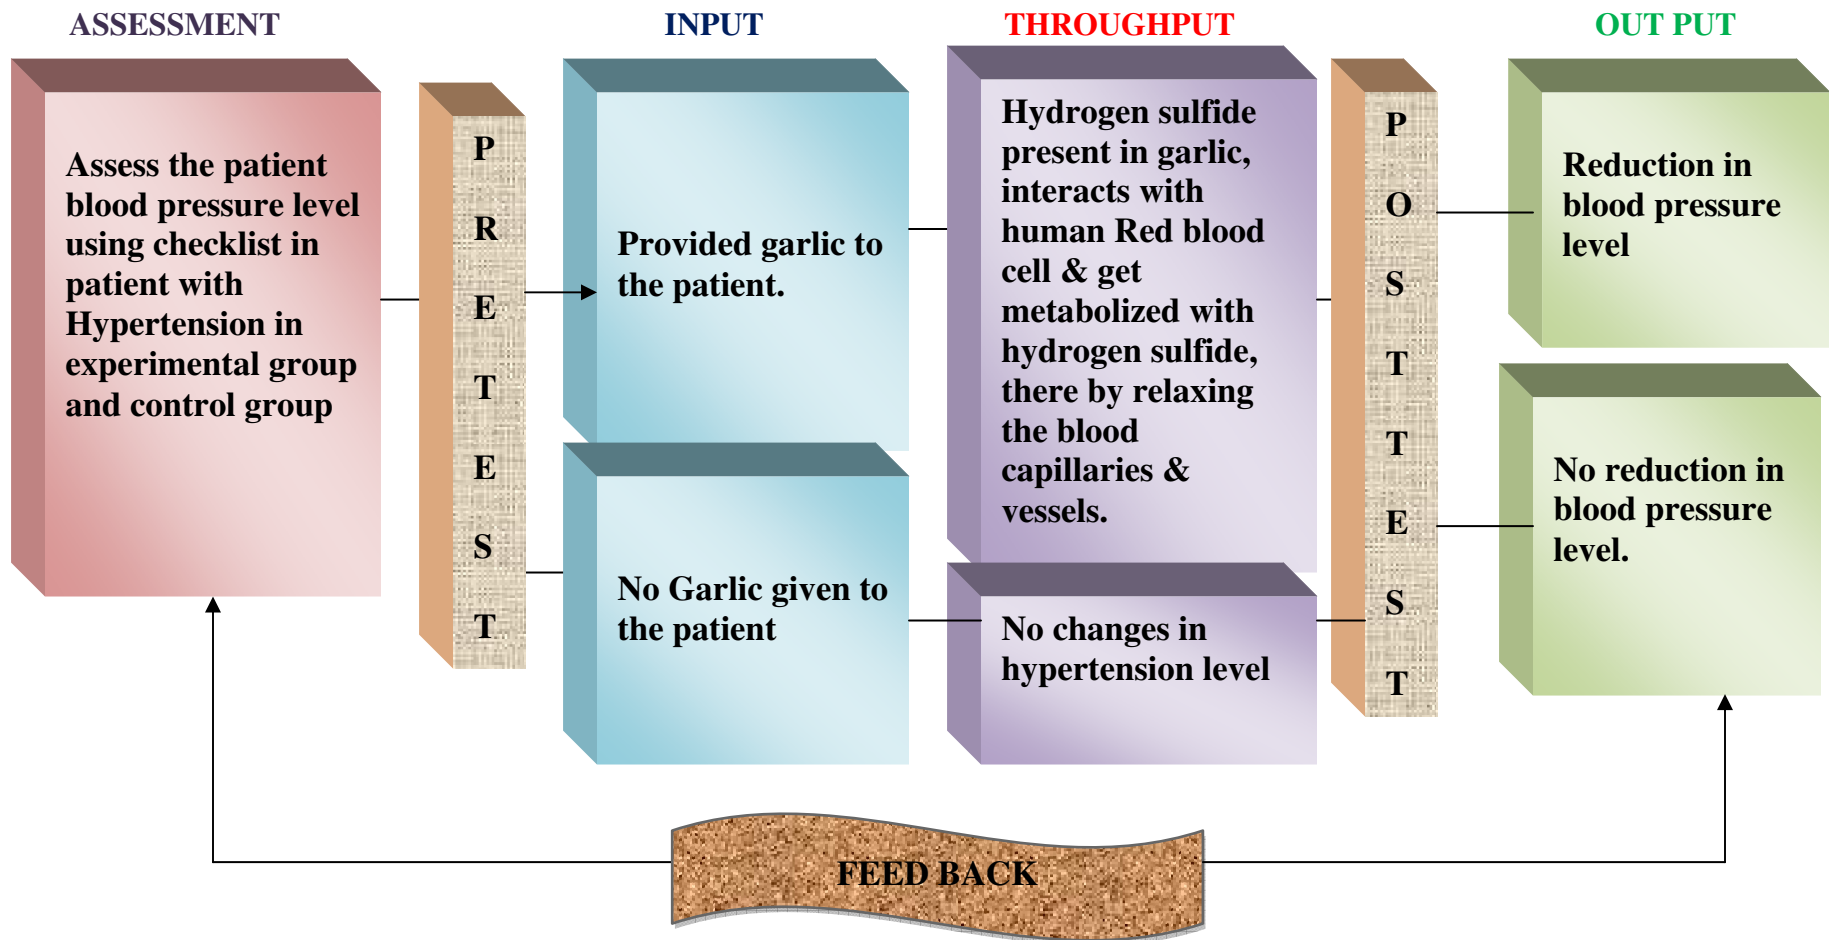 ASSESSMENT
INPUT
THROUGHPUT
OUT PUT
Assess the patient
blood pressure level
using checklist in
patient with
Hypertension in
experimental group
and control group
P
R
E
T
E
S
T
Provided garlic to
the patient.
No Garlic given to
the patient
Hydrogen sulfide
present in garlic,
interacts with
human Red blood
cell & get
metabolized with
hydrogen sulfide,
there by relaxing
the blood
capillaries &
vessels.
No changes in
hypertension level
P
O
S
T
T
E
S
T
Reduction in
blood pressure
level
No reduction in
blood pressure
level.
FEED BACK